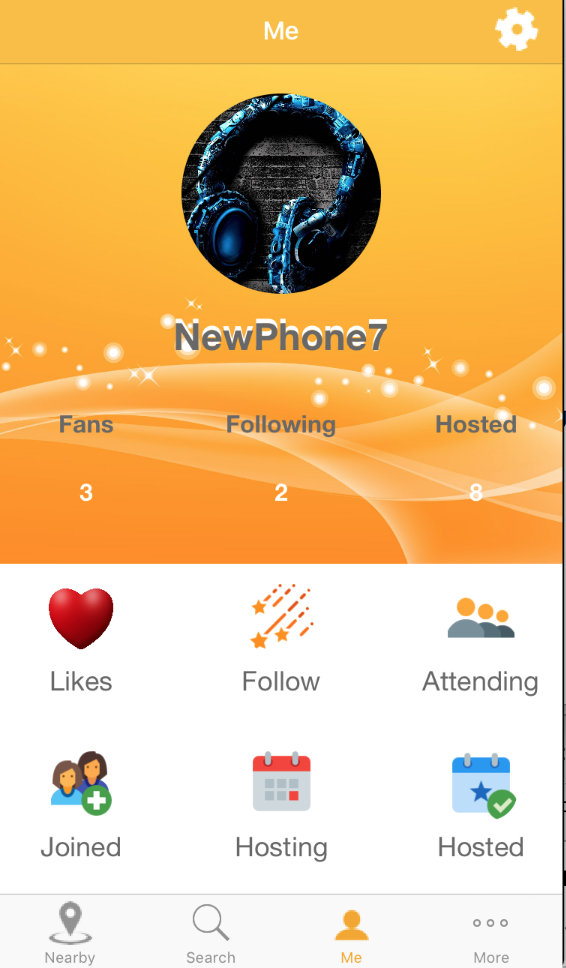 Me
NewPhone7
Fans Following Hosted
3 2 8
Likes Follow Attending
Joined Hosting Hosted
Nearby Search Me More